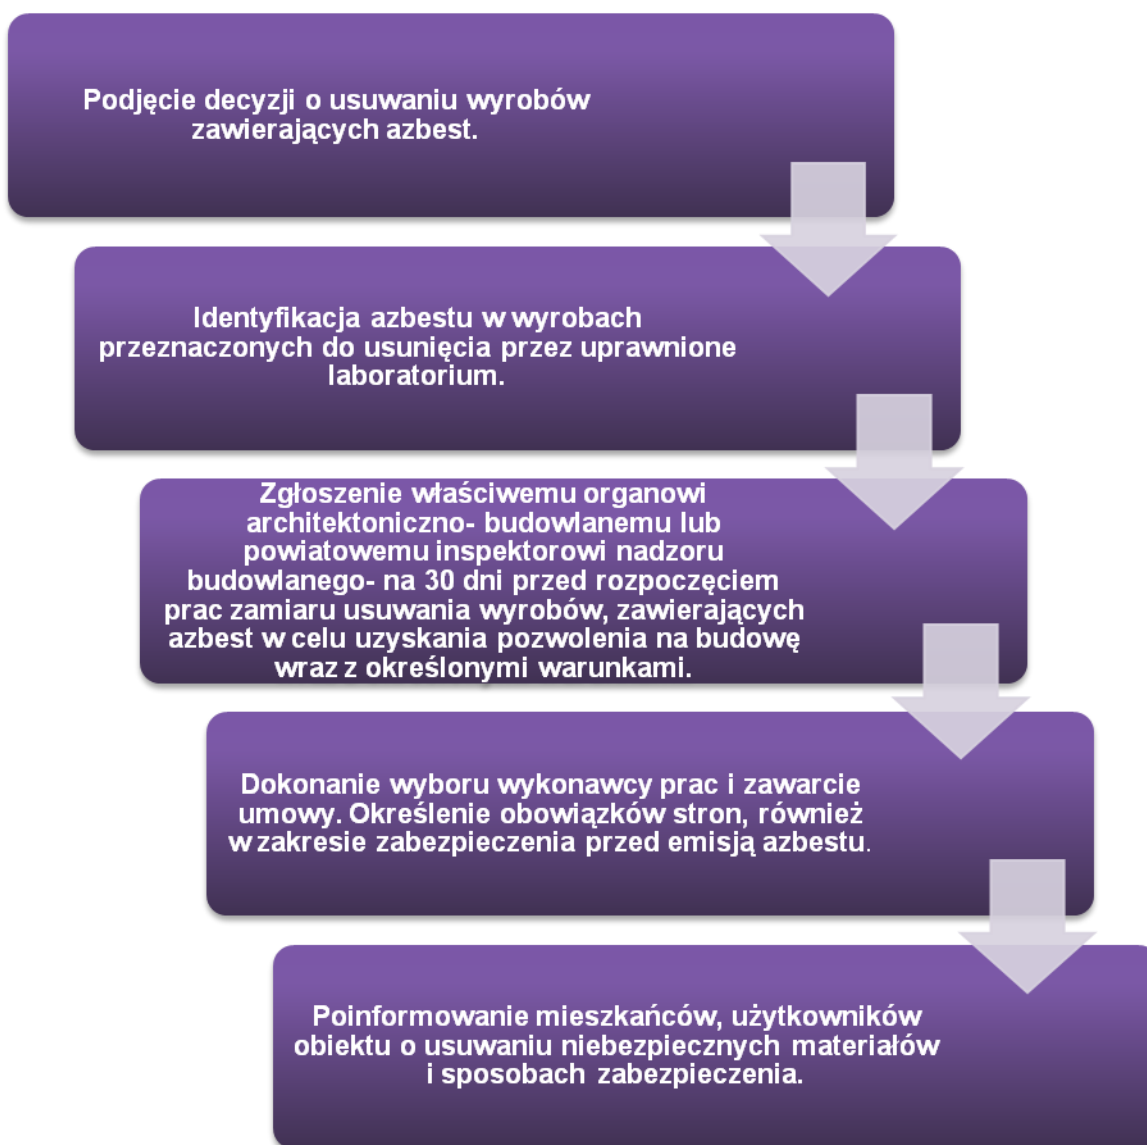 Podjęcie decyzji o usuwaniu wyrobów
zawierających azbest.
Identyfikacja azbestu w wyrobach
przeznaczonych do usunięcia przez uprawnione
laboratorium.
Zgłoszenie właściwemu organowi
architektoniczno- budowlanemu lub
powiatowemu inspektorowi nadzoru
budowlanego- na 30 dni przed rozpoczęciem
prac zamiaru usuwania wyrobów, zawierających
azbest w celu uzyskania pozwolenia na budowę
wraz z określonymi warunkami.
Dokonanie wyboru wykonawcy prac i zawarcie
umowy. Określenie obowiązków stron, również
w zakresie zabezpieczenia przed emisją azbestu.
Poinformowanie mieszkańców, użytkowników
obiektu o usuwaniu niebezpiecznych materiałów
i sposobach zabezpieczenia.